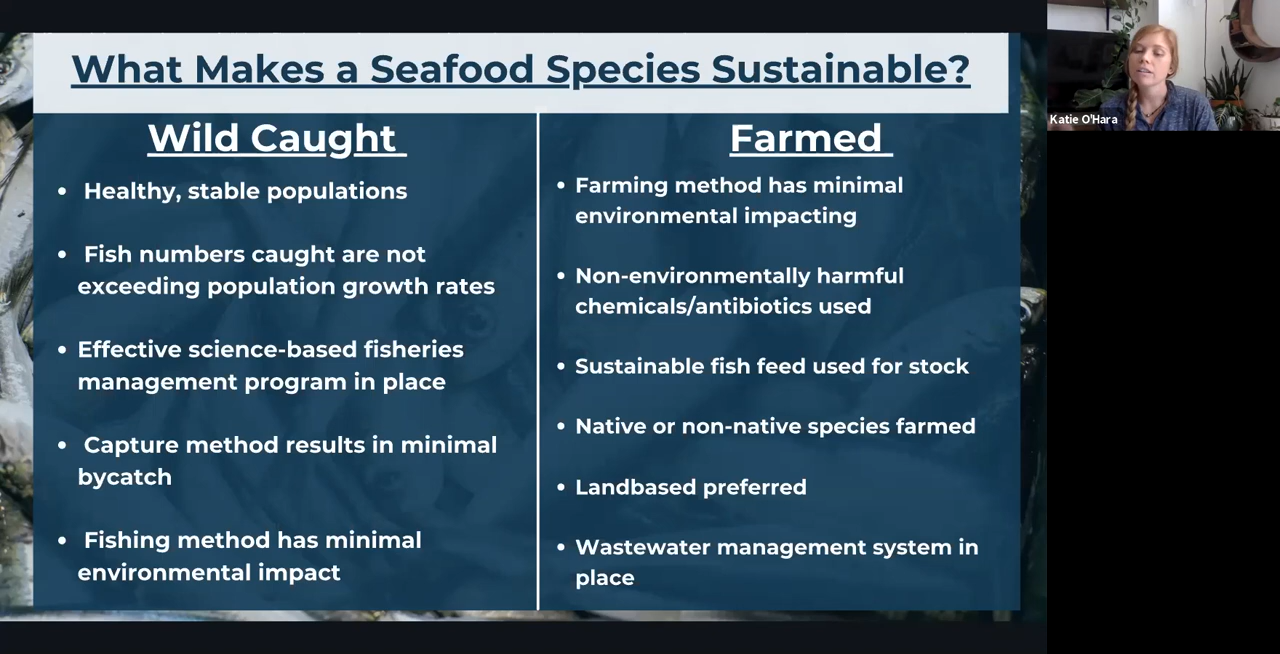 What Makes a Seafood Species Sustainable?
Wild Caught
• Healthy, stable populations
• Fish numbers caught are not
exceeding population growth rates
• Effective science-based fisheries
management program in place
• Capture method results in minimal
bycatch
• Fishing method has minimal
environmental impact
Farmed
• Farming method has minimal
environmental impacting
• Non-environmentally harmful
chemicals/antibiotics used
• Sustainable fish feed used for stock
• Native or non-native species farmed
• Landbased preferred
• Wastewater management system in
place
Katie O'Hara